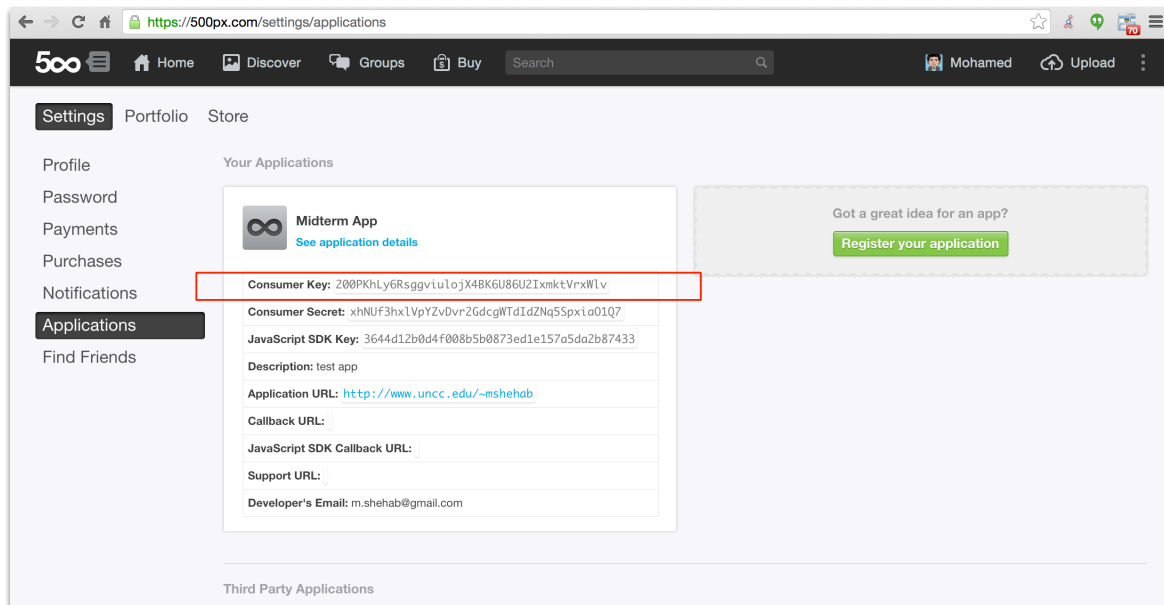 https://500px.com/settings/applications
70
500 Home Discover Groups Buy Search Mohamed Upload
Settings Portfolio Store
Profile
Password
Payments
Purchases
Notifications
Applications
Find Friends
Your Applications
Midterm App
See application details
Consumer Key: 200PKhLy6RsggviulojX4BK6U86U2IxmktVrxWlv
Consumer Secret: xhNUf3hxlVpYZvDvr2GdcgWTdIdZNq5SpxiaO1Q7
JavaScript SDK Key: 3644d12b0d4f008b5b0873ed1e157a5da2b87433
Description: test app
Application URL: http://www.uncc.edu/~mshehab
Callback URL:
JavaScript SDK Callback URL:
Support URL:
Developer's Email: m.shehab@gmail.com
Got a great idea for an app?
Register your application
Third Party Applications